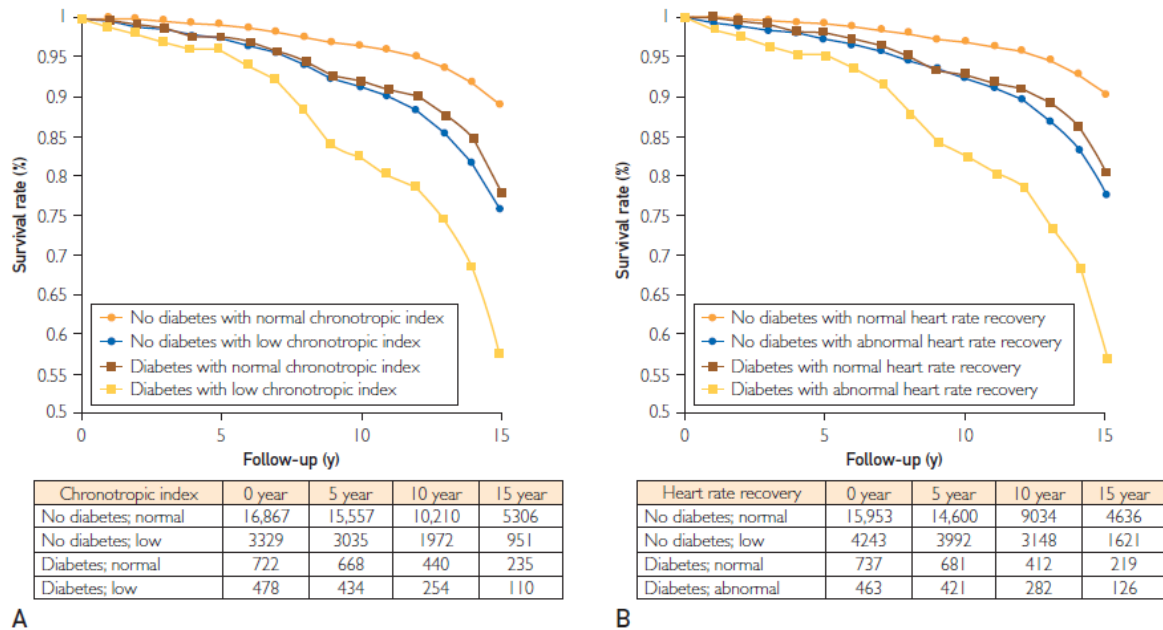 1
0.95
0.9
0.85
0.8
0.75
0.7
0.65
0.6
0.55
0.5
Survival rate (%)
No diabetes with normal chronotropic index
No diabetes with low chronotropic index
Diabetes with normal chronotropic index
Diabetes with low chronotropic index
0 5 10 15
Follow-up (y)
Chronotropic index 0 year 5 year 10 year 15 year
No diabetes; normal 16,867 15,557 10,210 5306
No diabetes; low 3329 3035 1972 951
Diabetes; normal 722 668 440 235
Diabetes; low 478 434 254 110
A
1
0.95
0.9
0.85
0.8
0.75
0.7
0.65
0.6
0.55
0.5
Survival rate (%)
No diabetes with normal heart rate recovery
No diabetes with abnormal heart rate recovery
Diabetes with normal heart rate recovery
Diabetes with abnormal heart rate recovery
0 5 10 15
Follow-up (y)
Heart rate recovery 0 year 5 year 10 year 15 year
No diabetes; normal 15,953 14,600 9034 4636
No diabetes; low 4243 3992 3148 1621
Diabetes; normal 737 681 412 219
Diabetes; abnormal 463 421 282 126
B